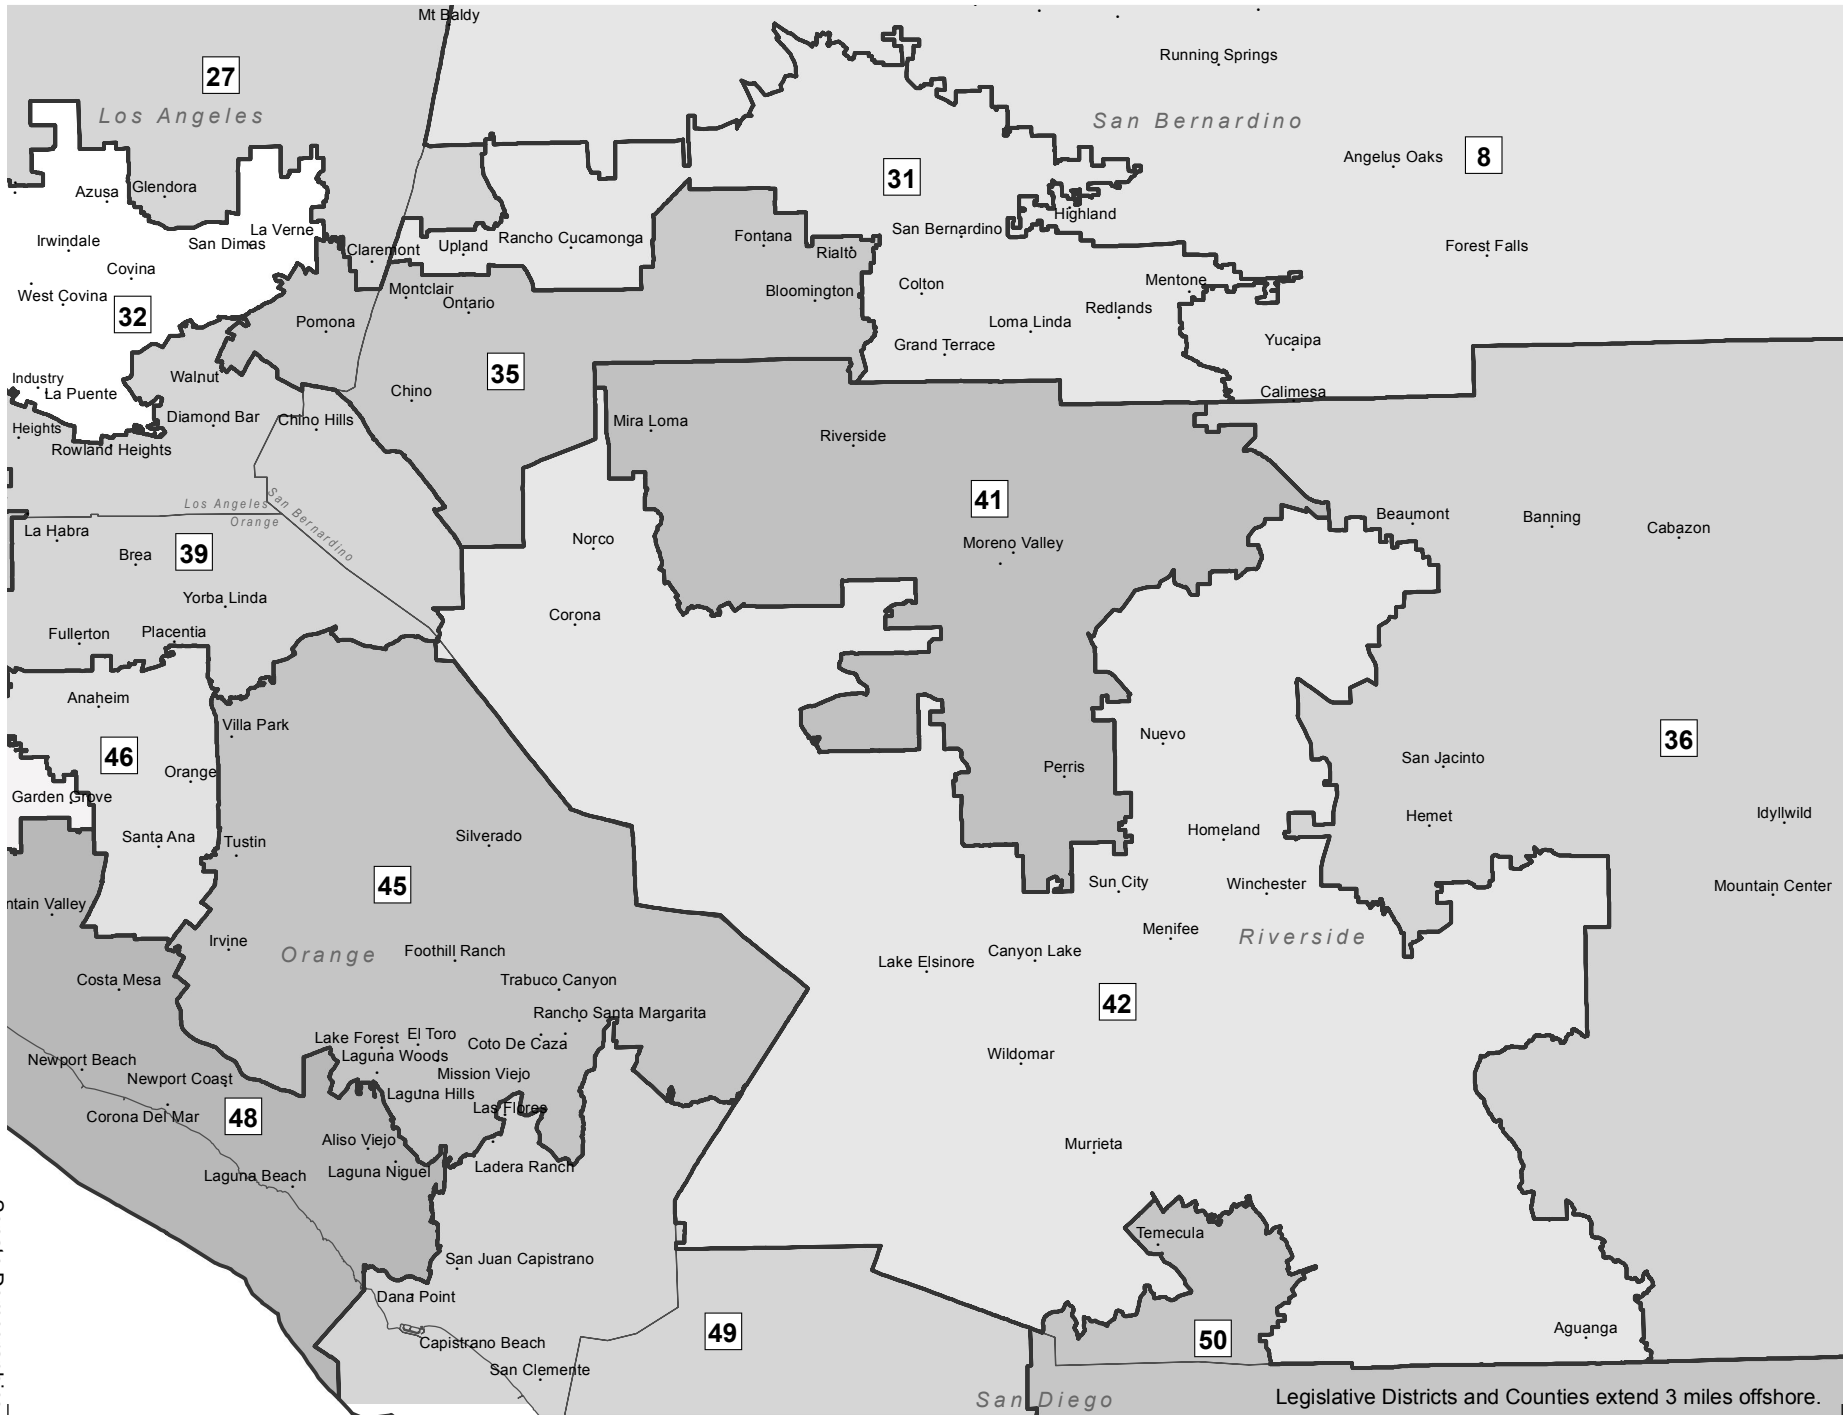 Mt Baldy
Running Springs
27
Los Angeles
San Bernardino
Angelus Oaks
8
31
Azusa
Glendora
Highland
La Verne
San Bernardino
Irwindale
San Dimas
Claremont
Upland
Rancho Cucamonga
Fontana
Rialto
Forest Falls
Covina
West Covina
Montclair
Ontario
Bloomington
Colton
Mentone
32
Pomona
Loma Linda
Redlands
Grand Terrace
Yucaipa
Industry
La Puente
Walnut
35
Chino
Calimesa
Heights
Diamond Bar
Chino Hills
Mira Loma
Riverside
Rowland Heights
Los Angeles
San Bernardino
Orange
41
Beaumont
Banning
Cabazon
La Habra
Brea
39
Norco
Moreno Valley
Yorba Linda
Corona
Fullerton
Placentia
Anaheim
Villa Park
46
Orange
Nuevo
36
San Jacinto
Perris
Garden Grove
Santa Ana
Tustin
Silverado
Homeland
Hemet
Idyllwild
45
Sun City
Winchester
Mountain Center
ntain Valley
Irvine
Orange
Foothill Ranch
Menifee
Riverside
Lake Elsinore
Canyon Lake
Costa Mesa
Trabuco Canyon
42
Rancho Santa Margarita
Lake Forest
El Toro
Coto De Caza
Newport Beach
Laguna Woods
Wildomar
Newport Coast
Mission Viejo
Laguna Hills
Corona Del Mar
48
Las Flores
Aliso Viejo
Murrieta
Laguna Beach
Laguna Niguel
Ladera Ranch
Temecula
San Juan Capistrano
Dana Point
49
50
Aguanga
Capistrano Beach
San Clemente
San Diego
Legislative Districts and Counties extend 3 miles offshore.